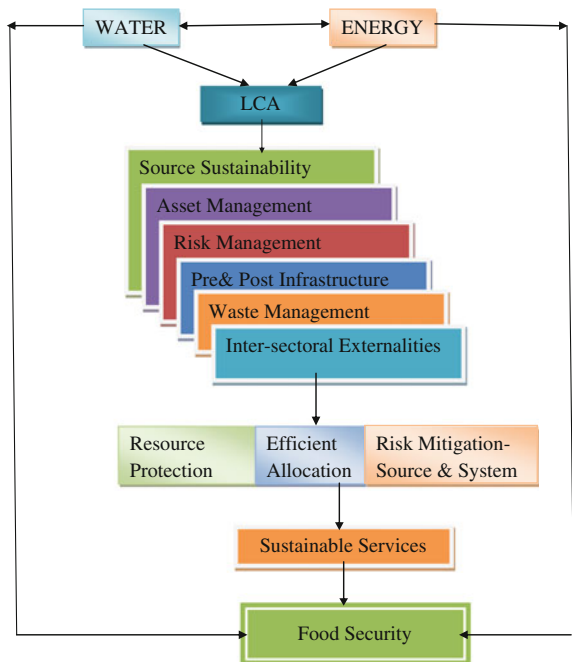 WATER
ENERGY
LCA
Source Sustainability
Asset Management
Risk Management
Pre& Post Infrastructure
Waste Management
Inter-sectoral Externalities
Resource
Protection
Efficient
Allocation
Risk Mitigation-
Source & System
Sustainable Services
Food Security